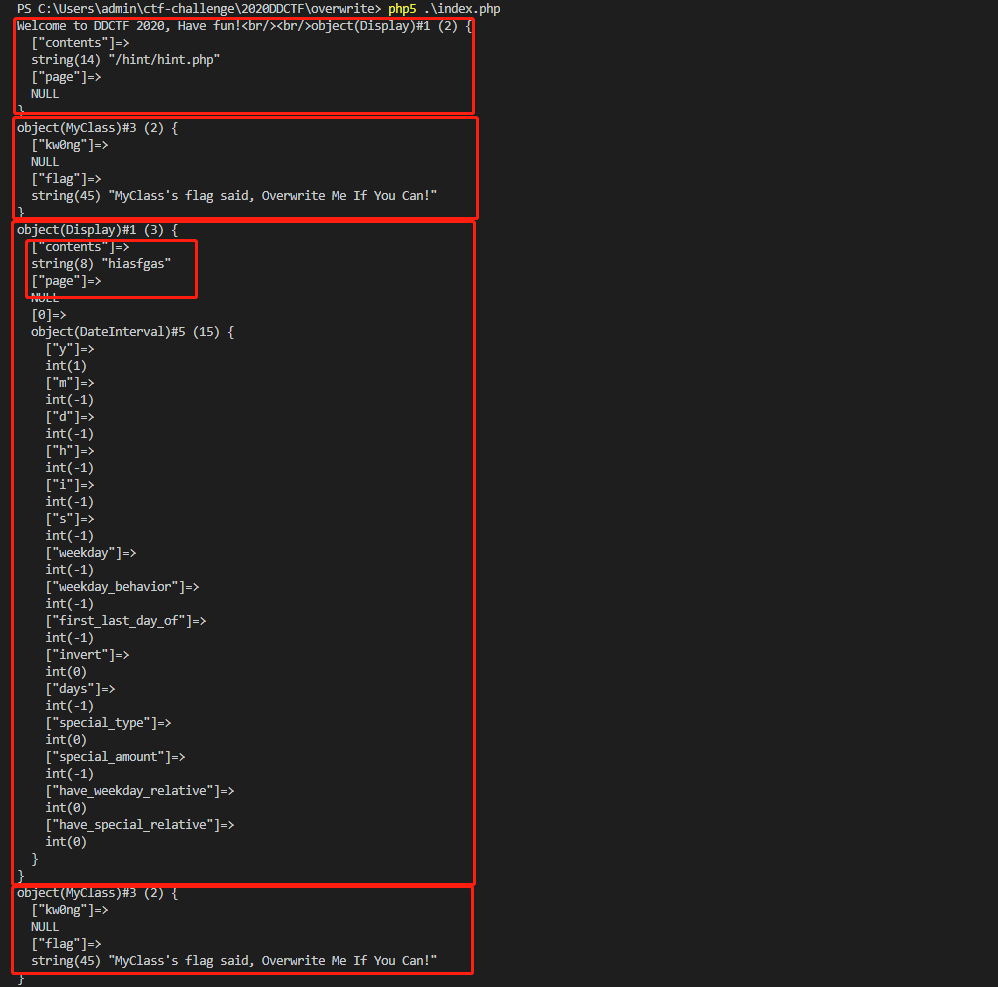 PS C:\Users\admin\ctf-challenge\2020DDCTF\overwrite> php5 .\index.php
Welcome to DDCTF 2020, Have fun!<br/><br/>object(Display)#1 (2) {
  ["contents"]=>
  string(14) "/hint/hint.php"
  ["page"]=>
  NULL
}
object(MyClass)#3 (2) {
  ["kw0ng"]=>
  NULL
  ["flag"]=>
  string(45) "MyClass's flag said, Overwrite Me If You Can!"
}
object(Display)#1 (3) {
  ["contents"]=>
  string(8) "hiasfgas"
  ["page"]=>
  NULL
  [0]=>
  object(DateInterval)#5 (15) {
    ["y"]=>
    int(1)
    ["m"]=>
    int(-1)
    ["d"]=>
    int(-1)
    ["h"]=>
    int(-1)
    ["i"]=>
    int(-1)
    ["s"]=>
    int(-1)
    ["weekday"]=>
    int(-1)
    ["weekday_behavior"]=>
    int(-1)
    ["first_last_day_of"]=>
    int(-1)
    ["invert"]=>
    int(0)
    ["days"]=>
    int(-1)
    ["special_type"]=>
    int(0)
    ["special_amount"]=>
    int(-1)
    ["have_weekday_relative"]=>
    int(0)
    ["have_special_relative"]=>
    int(0)
  }
}
object(MyClass)#3 (2) {
  ["kw0ng"]=>
  NULL
  ["flag"]=>
  string(45) "MyClass's flag said, Overwrite Me If You Can!"
}